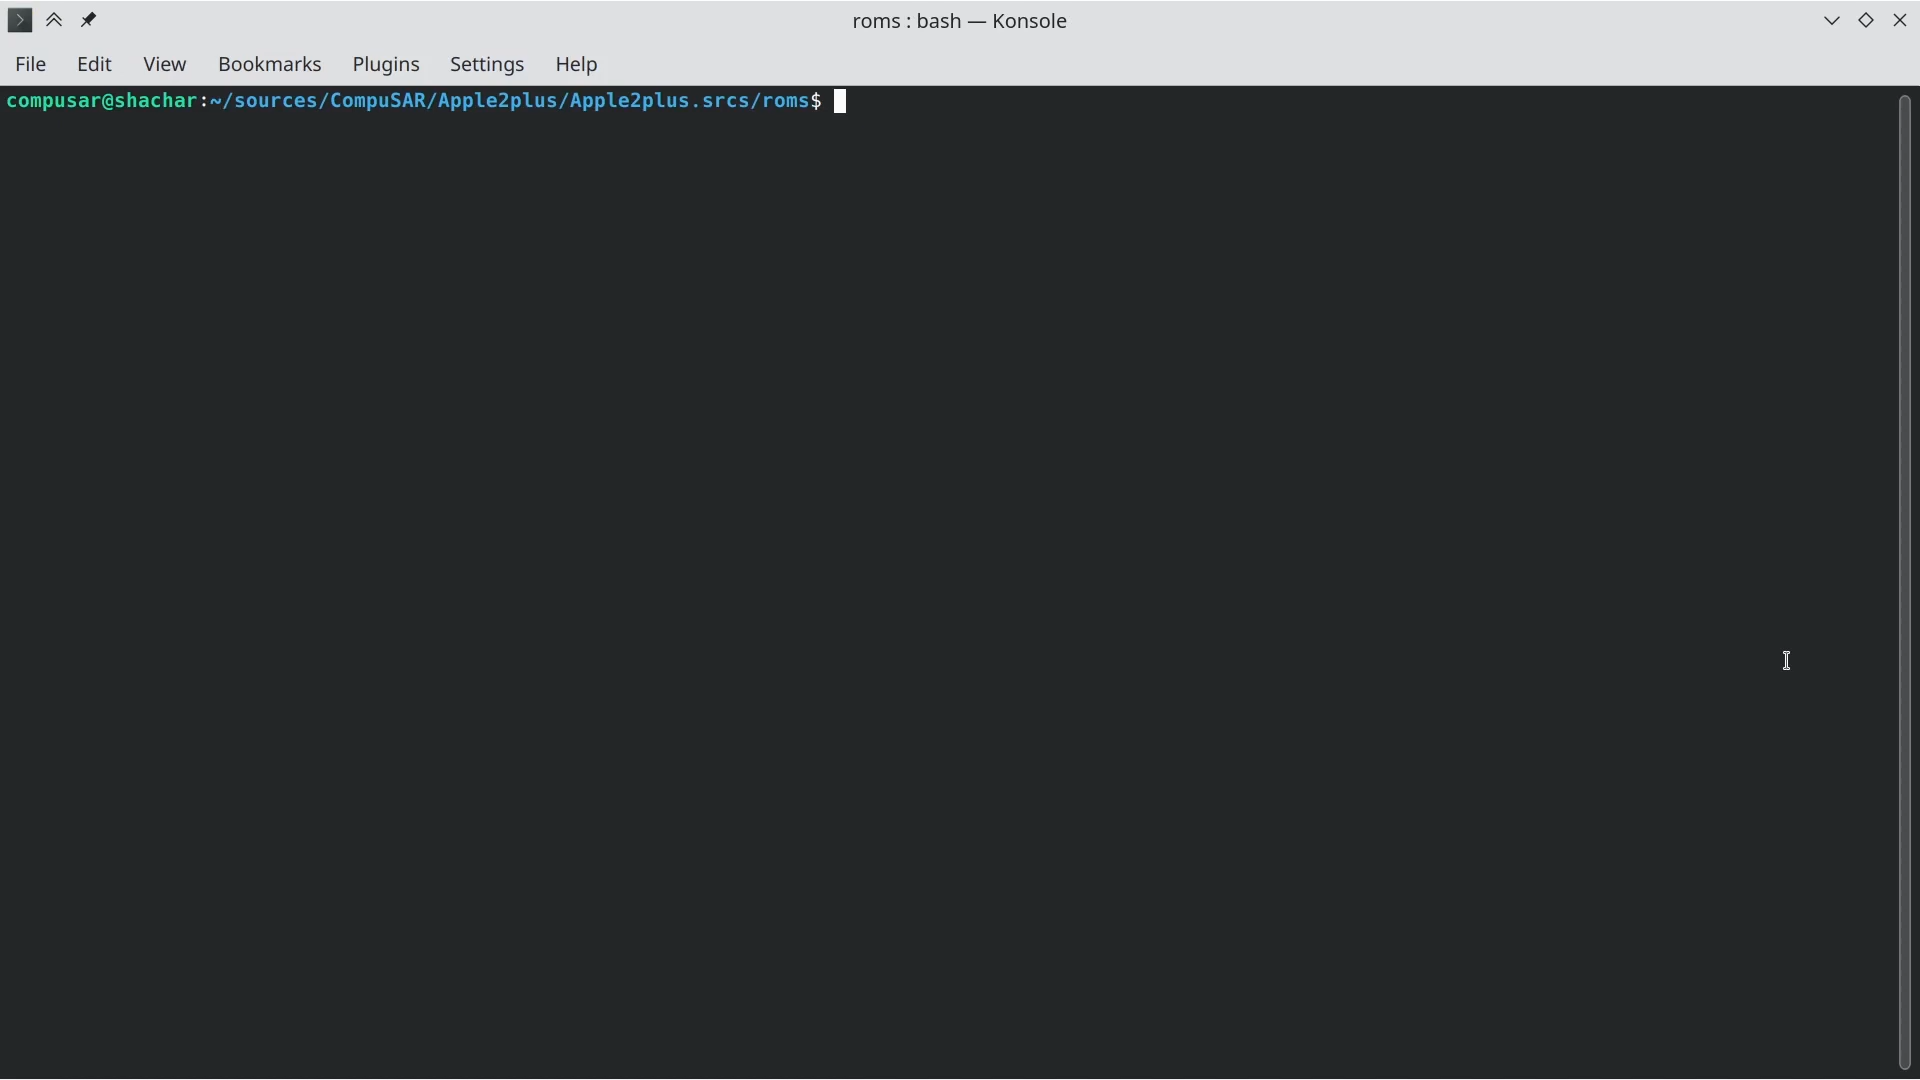 roms : bash — Konsole
File Edit View Bookmarks Plugins Settings Help
compusar@shachar:~/sources/CompuSAR/Apple2plus/Apple2plus.srcs/roms$